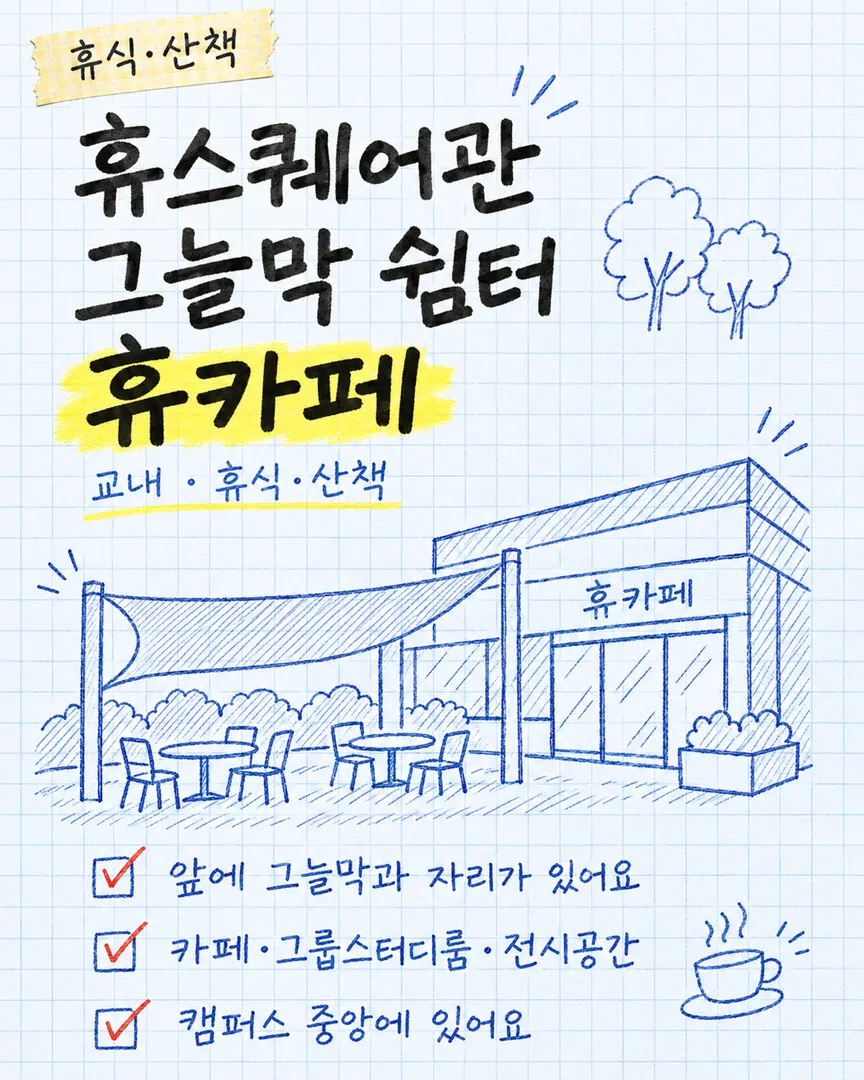 휴식·산책
휴스퀘어관
그늘막 쉼터
휴카페
교내 · 휴식·산책
휴카페
앞에 그늘막과 자리가 있어요
카페·그룹스터디룸·전시공간
캠퍼스 중앙에 있어요